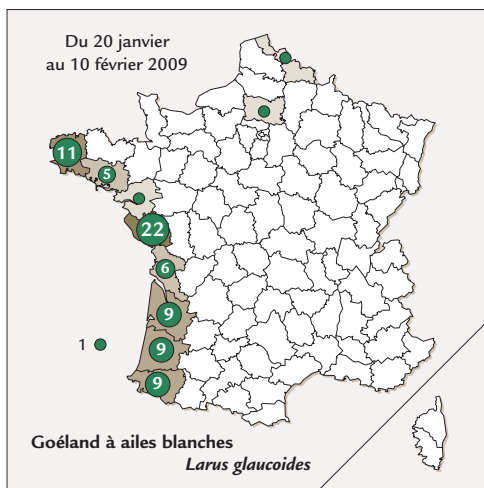 Du 20 janvier
au 10 février 2009
11
5
22
6
9
1
9
9
Goéland à ailes blanches
Larus glaucoides